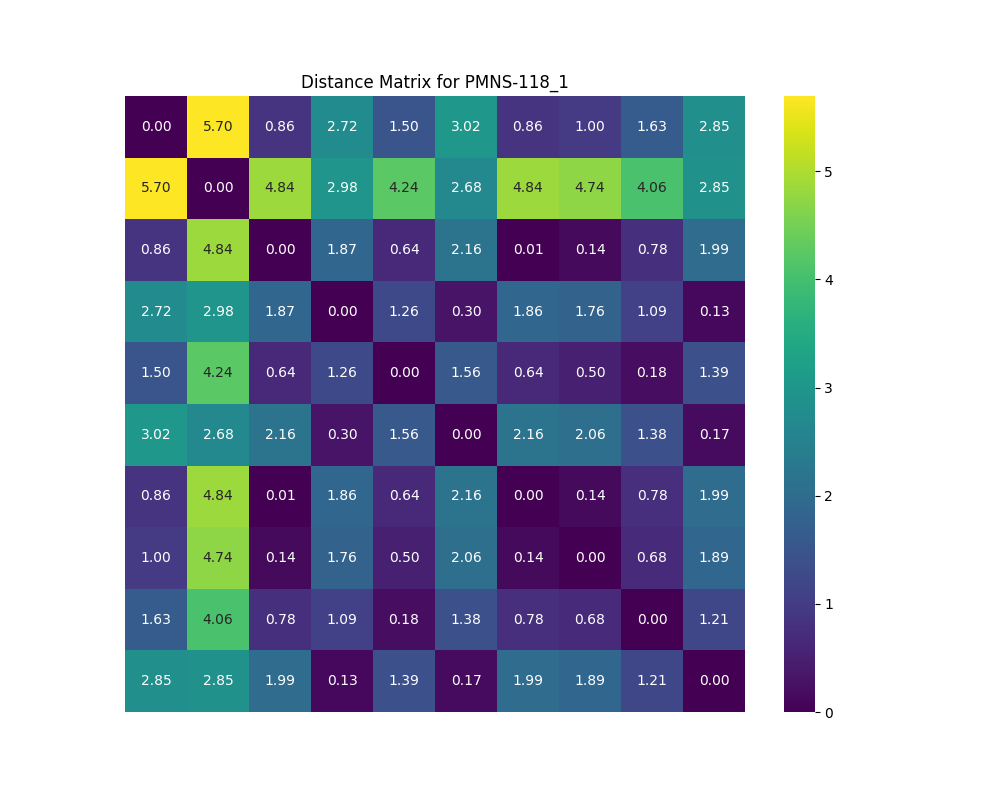 Distance Matrix for PMNS-118_1
0.00 5.70 0.86 2.72 1.50 3.02 0.86 1.00 1.63 2.85
5.70 0.00 4.84 2.98 4.24 2.68 4.84 4.74 4.06 2.85
0.86 4.84 0.00 1.87 0.64 2.16 0.01 0.14 0.78 1.99
2.72 2.98 1.87 0.00 1.26 0.30 1.86 1.76 1.09 0.13
1.50 4.24 0.64 1.26 0.00 1.56 0.64 0.50 0.18 1.39
3.02 2.68 2.16 0.30 1.56 0.00 2.16 2.06 1.38 0.17
0.86 4.84 0.01 1.86 0.64 2.16 0.00 0.14 0.78 1.99
1.00 4.74 0.14 1.76 0.50 2.06 0.14 0.00 0.68 1.89
1.63 4.06 0.78 1.09 0.18 1.38 0.78 0.68 0.00 1.21
2.85 2.85 1.99 0.13 1.39 0.17 1.99 1.89 1.21 0.00
5
4
3
2
1
0